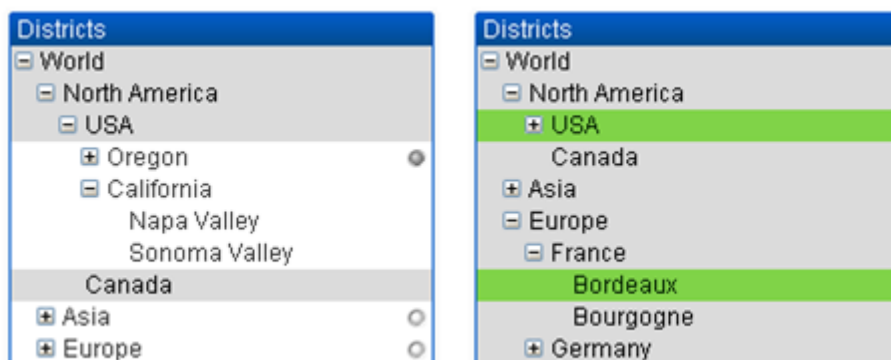 Districts
World
North America
USA
Oregon
California
Napa Valley
Sonoma Valley
Canada
Asia
Europe
Districts
World
North America
USA
Canada
Asia
Europe
France
Bordeaux
Bourgogne
Germany